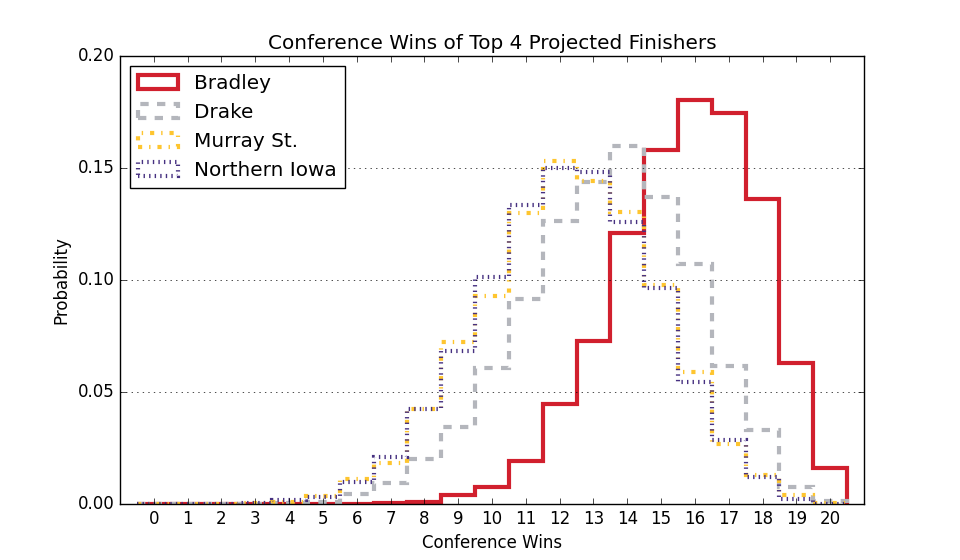 Conference Wins of Top 4 Projected Finishers
0.20
Bradley
Drake
Murray St.
Northern Iowa
0.15
0.10
0.05
0.00
Probability
0 1 2 3 4 5 6 7 8 9 10 11 12 13 14 15 16 17 18 19 20
Conference Wins